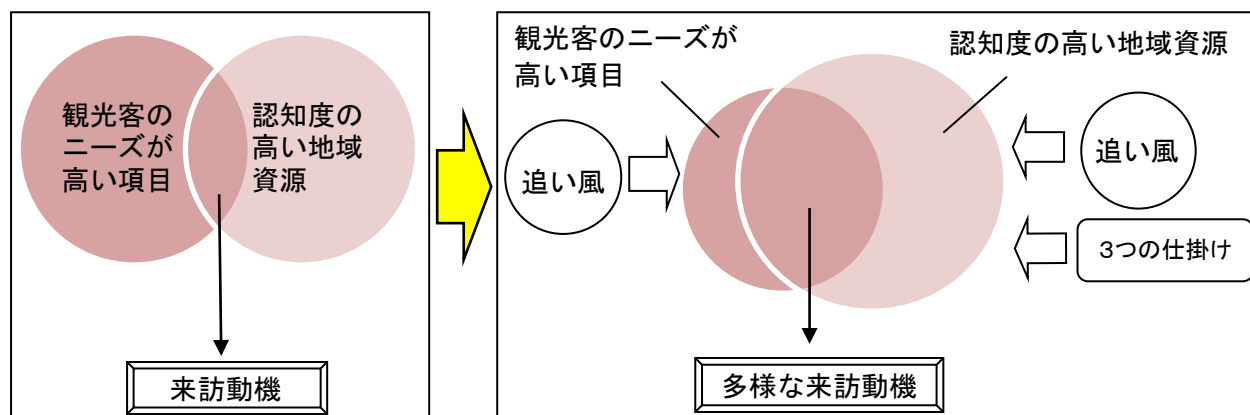 観光客の
ニーズが
高い項目
認知度の
高い地域
資源
来訪動機
観光客のニーズが
高い項目
認知度の高い地域資源
追い風
追い風
3つの仕掛け
多様な来訪動機